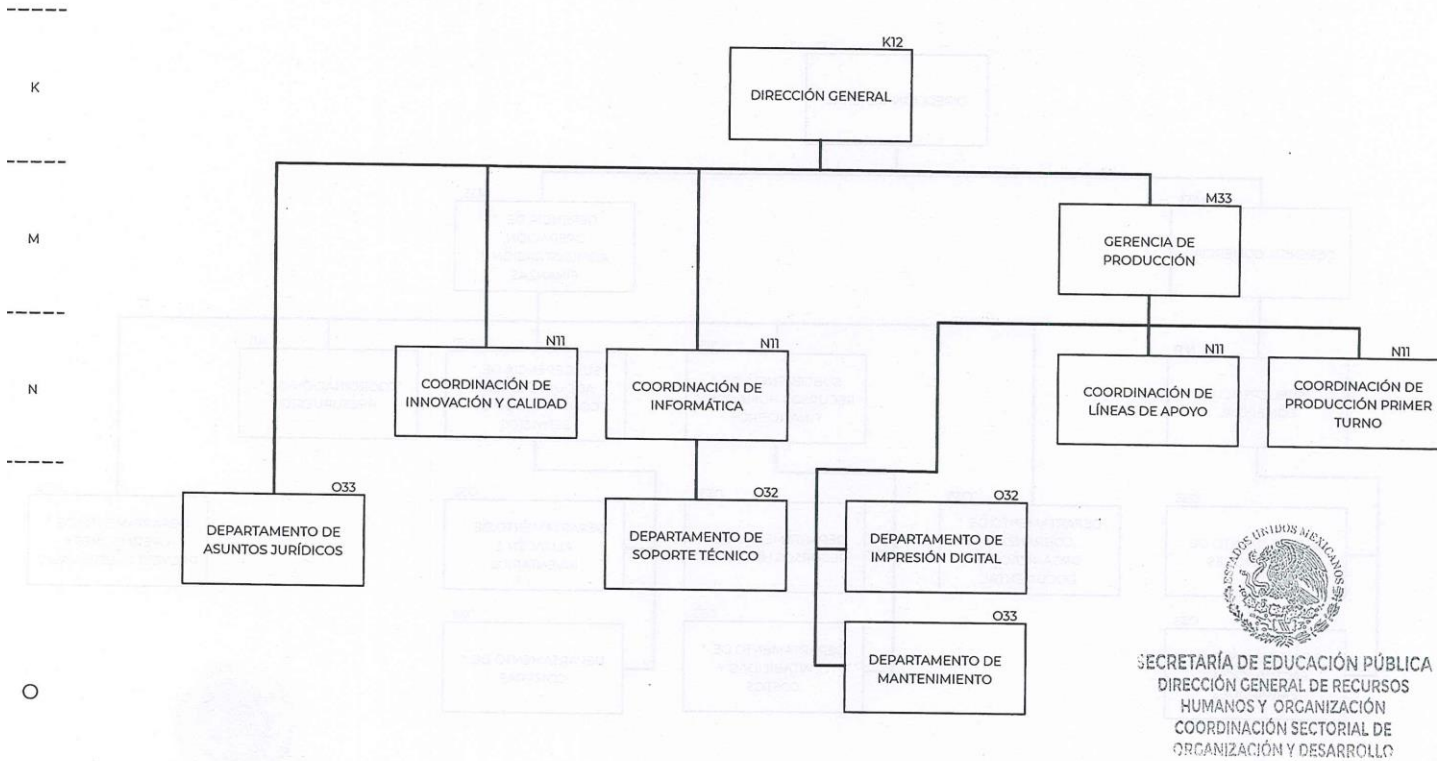 K12
K
DIRECCIÓN GENERAL
M33
M
GERENCIA DE
PRODUCCIÓN
N11
N11
N11
N11
N
COORDINACIÓN DE
INNOVACIÓN Y CALIDAD
COORDINACIÓN DE
INFORMÁTICA
COORDINACIÓN DE
LÍNEAS DE APOYO
COORDINACIÓN DE
PRODUCCIÓN PRIMER
TURNO
O33
O32
O32
DEPARTAMENTO DE
ASUNTOS JURÍDICOS
DEPARTAMENTO DE
SOPORTE TÉCNICO
DEPARTAMENTO DE
IMPRESIÓN DIGITAL
O33
DEPARTAMENTO DE
MANTENIMIENTO
O
ESTADOS UNIDOS MEXICANOS
SECRETARÍA DE EDUCACIÓN PÚBLICA
DIRECCIÓN GENERAL DE RECURSOS
HUMANOS Y ORGANIZACIÓN
COORDINACIÓN SECTORIAL DE
ORGANIZACIÓN Y DESARROLLO